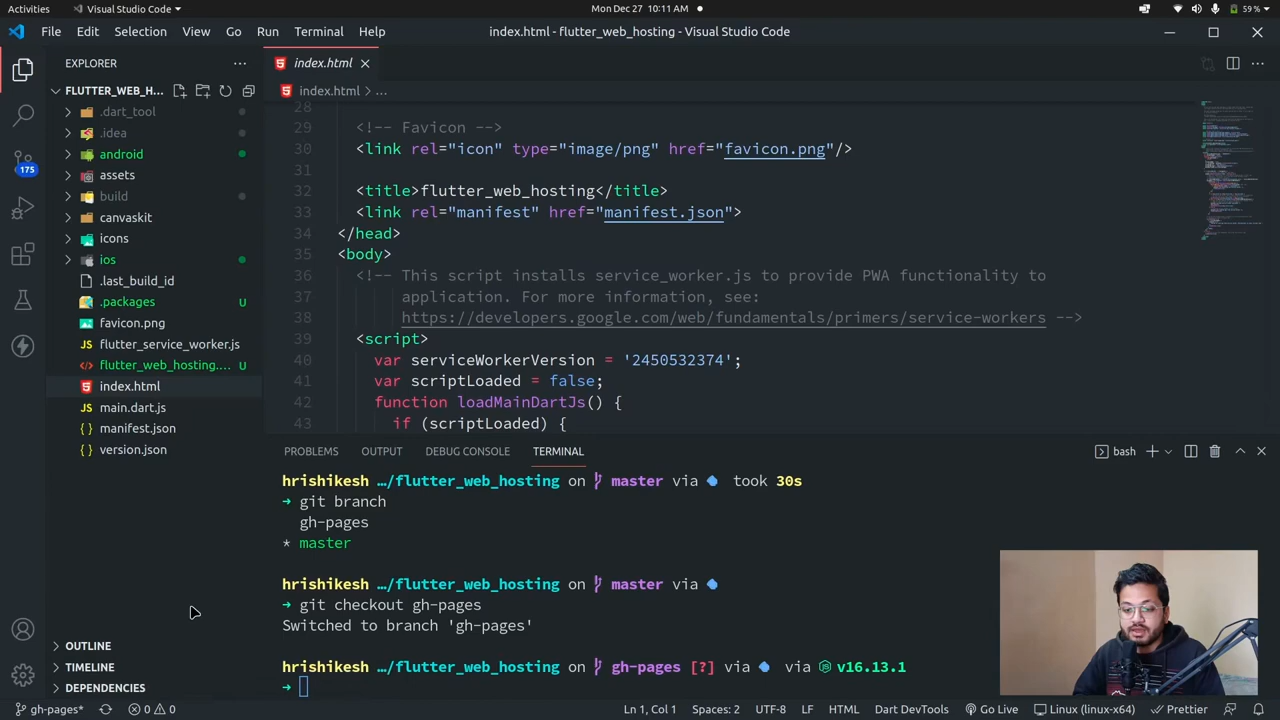 Activities
Visual Studio Code
Mon Dec 27 10:11 AM
59 %
File Edit Selection View Go Run Terminal Help
index.html - flutter_web_hosting - Visual Studio Code
EXPLORER
index.html
FLUTTER_WEB_H...
index.html > ...
.dart_tool
.idea
android
assets
build
canvaskit
icons
ios
.last_build_id
.packages U
favicon.png
flutter_service_worker.js
flutter_web_hosting.... U
index.html
main.dart.js
manifest.json
version.json
175
28
29 <!-- Favicon -->
30 <link rel="icon" type="image/png" href="favicon.png"/>
31
32 <title>flutter_web_hosting</title>
33 <link rel="manifest" href="manifest.json">
34 </head>
35 <body>
36 <!-- This script installs service_worker.js to provide PWA functionality to
37 application. For more information, see:
38 https://developers.google.com/web/fundamentals/primers/service-workers -->
39 <script>
40 var serviceWorkerVersion = '2450532374';
41 var scriptLoaded = false;
42 function loadMainDartJs() {
43 if (scriptLoaded) {
PROBLEMS OUTPUT DEBUG CONSOLE TERMINAL
bash
hrishikesh …/flutter_web_hosting on master via took 30s
→ git branch
gh-pages
* master
hrishikesh …/flutter_web_hosting on master via
→ git checkout gh-pages
Switched to branch 'gh-pages'
hrishikesh …/flutter_web_hosting on gh-pages [?] via via v16.13.1
→
OUTLINE
TIMELINE
DEPENDENCIES
gh-pages* 0 0
Ln 1, Col 1 Spaces: 2 UTF-8 LF HTML Dart DevTools Go Live Linux (linux-x64) Prettier